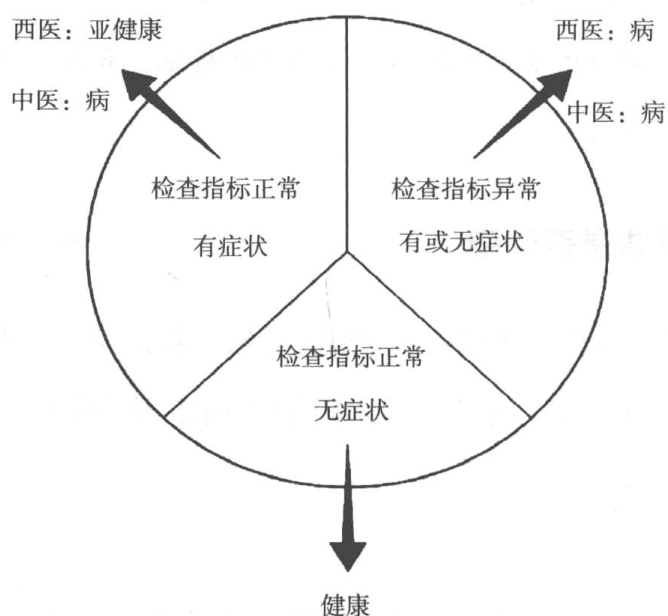 西医：亚健康
中医：病
西医：病
中医：病
检查指标正常
有症状
检查指标异常
有或无症状
检查指标正常
无症状
健康